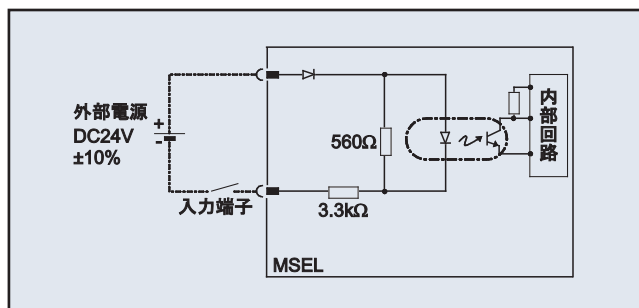 外部電源
DC24V
±10%
+
-
入力端子
560Ω
3.3kΩ
内部回路
MSEL